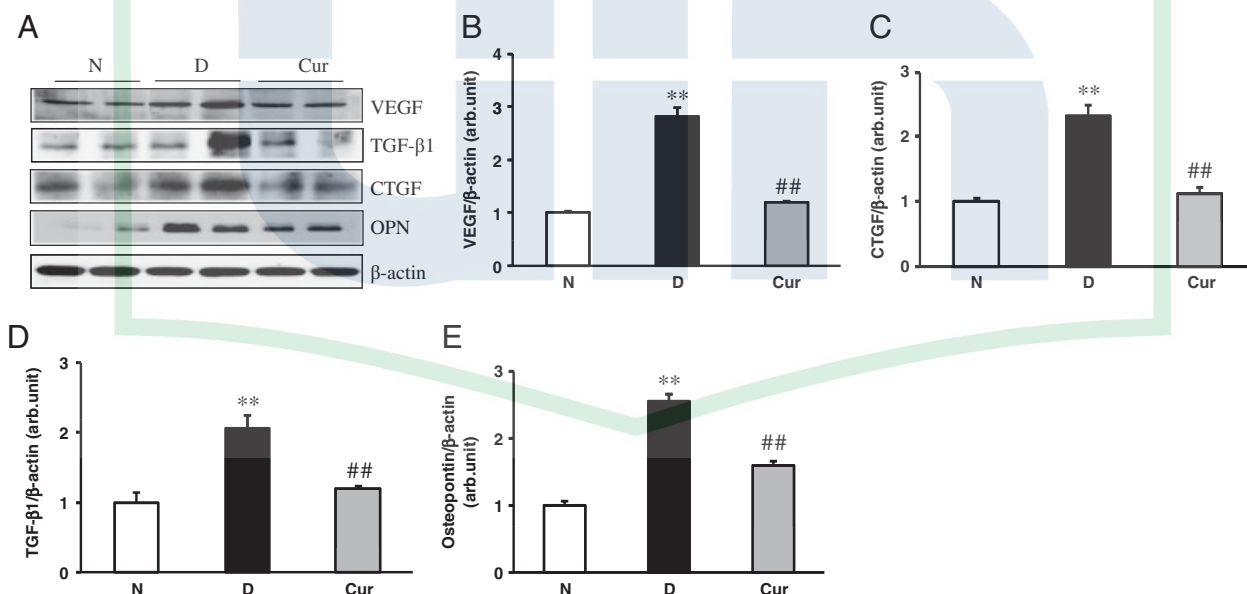 A
N D Cur
VEGF
TGF-β1
CTGF
OPN
β-actin
B
VEGF/β-actin (arb.unit)
4
3
2
1
0
**
##
N D Cur
C
CTGF/β-actin (arb.unit)
3
2
1
0
**
##
N D Cur
D
TGF-β1/β-actin (arb.unit)
3
2
1
0
**
##
N D Cur
E
Osteopontin/β-actin
(arb.unit)
3
2
1
0
**
##
N D Cur